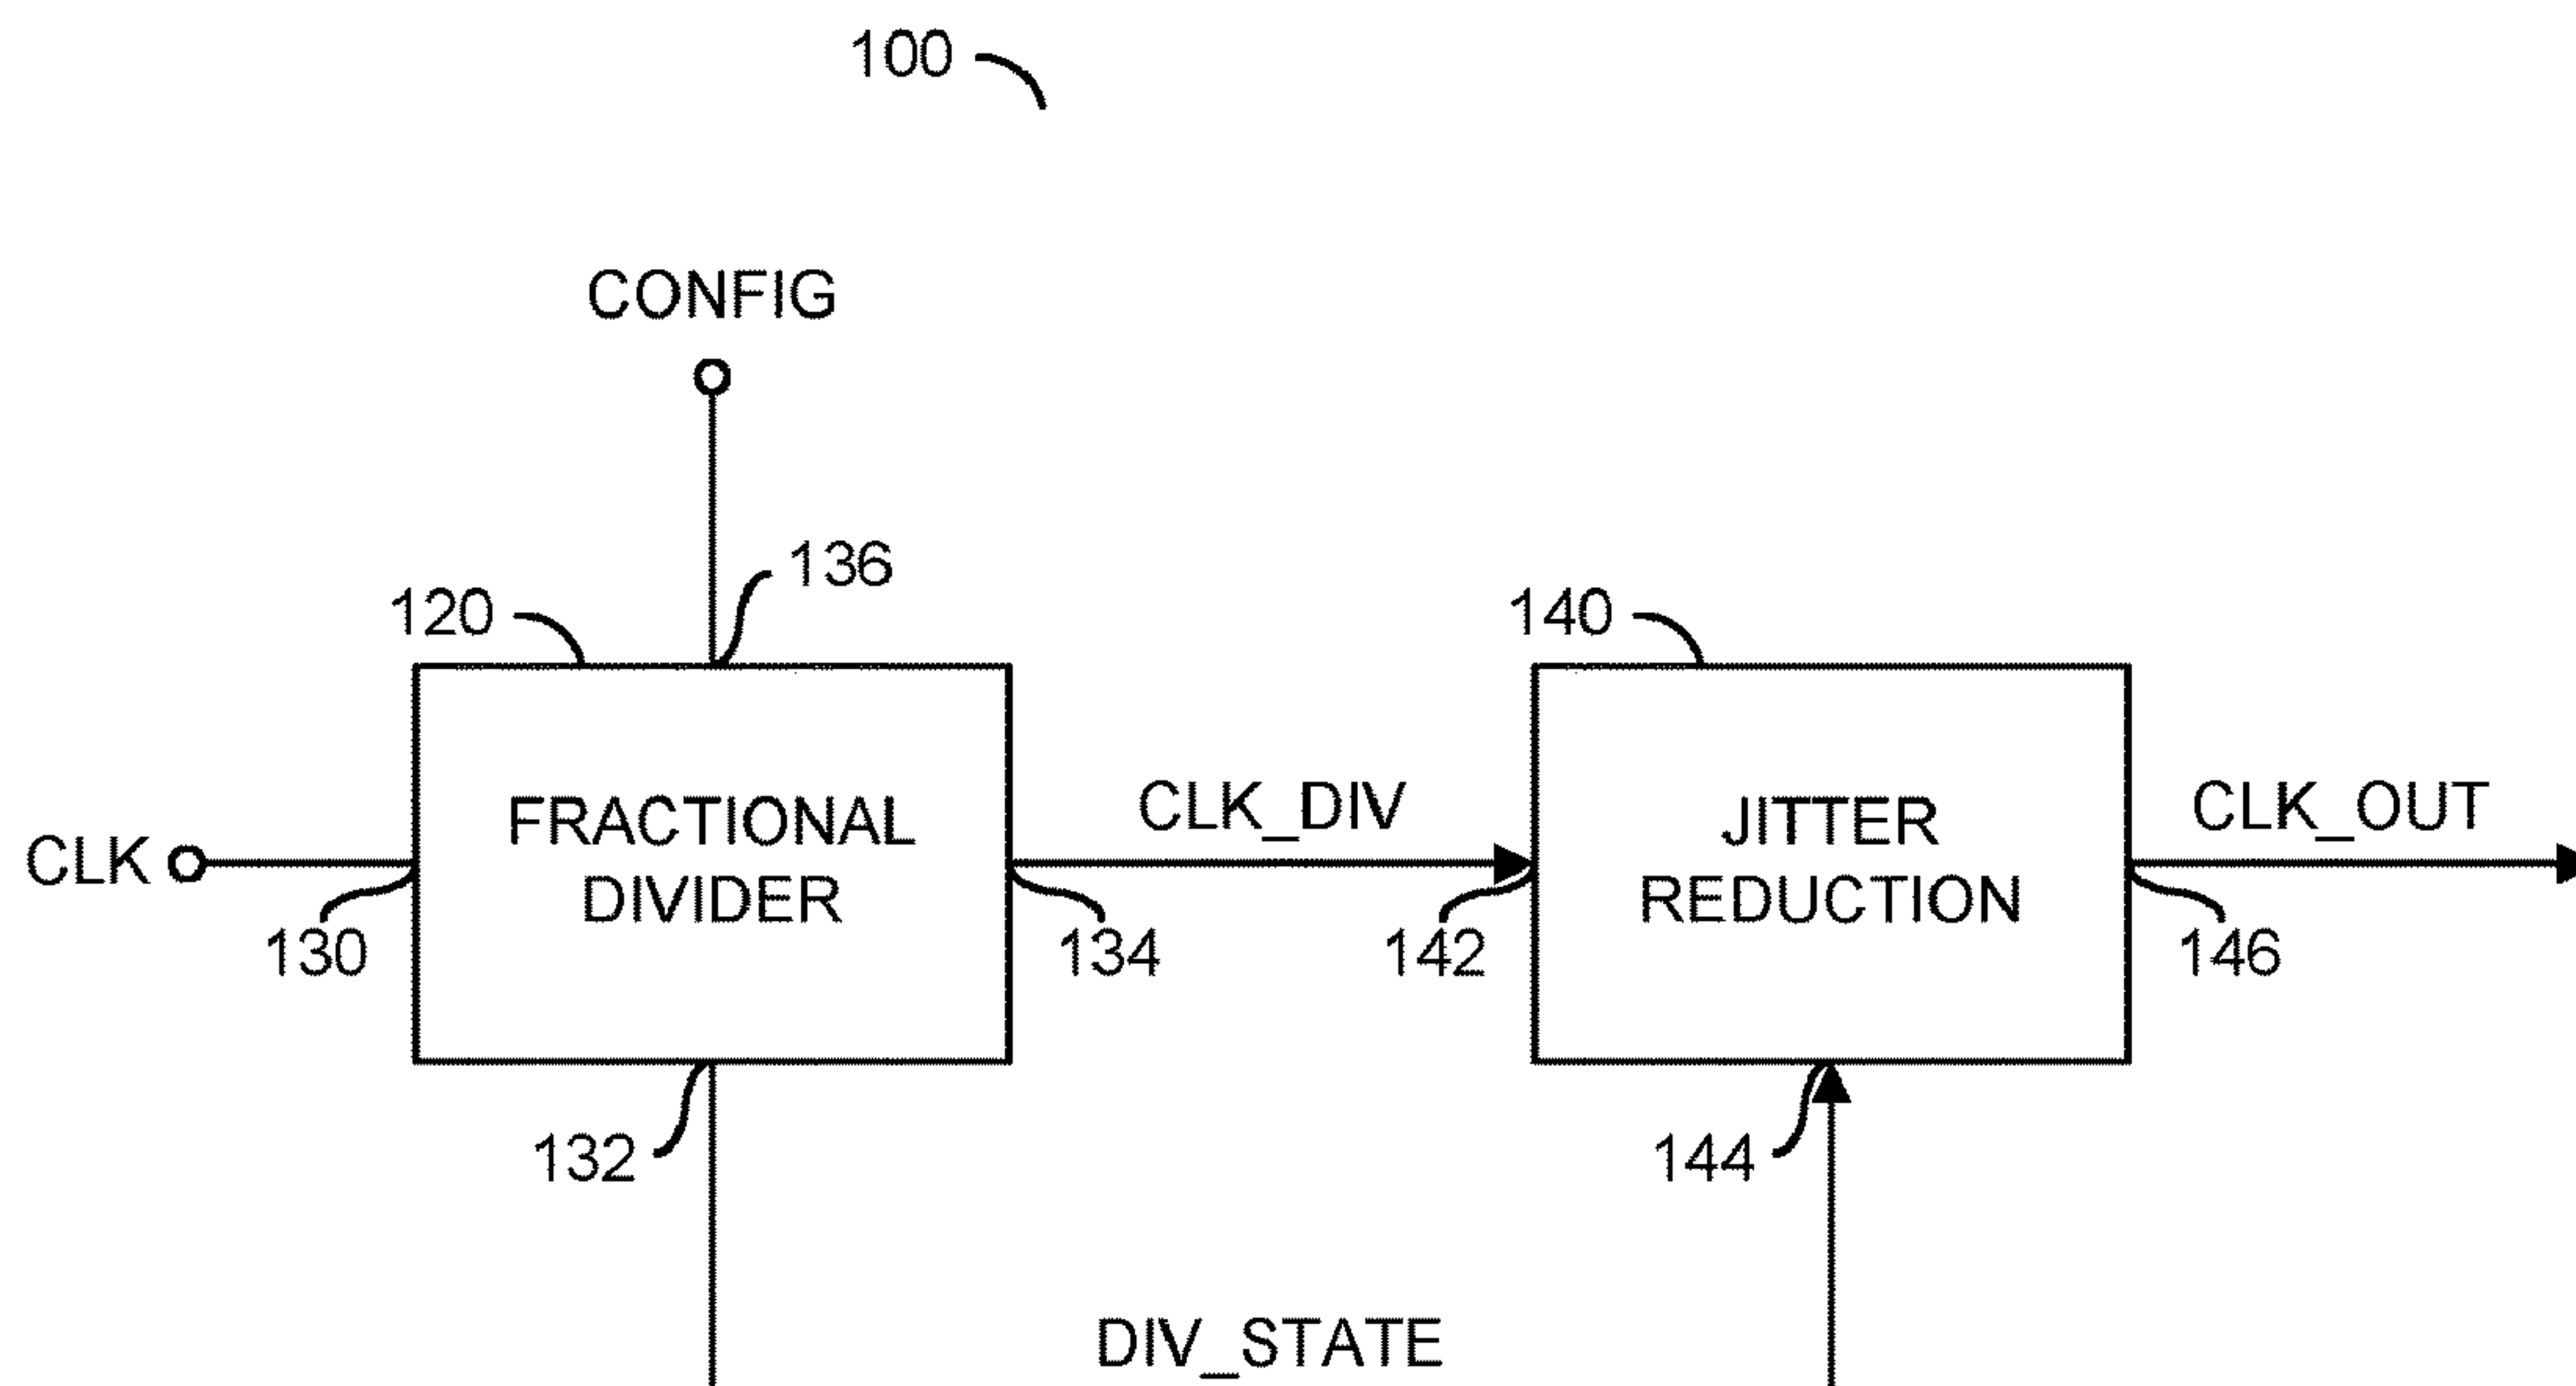 100
CONFIG
136
120
140
FRACTIONAL
DIVIDER
CLK_DIV
JITTER
REDUCTION
CLK_OUT
CLK
130
134
142
146
132
144
DIV_STATE